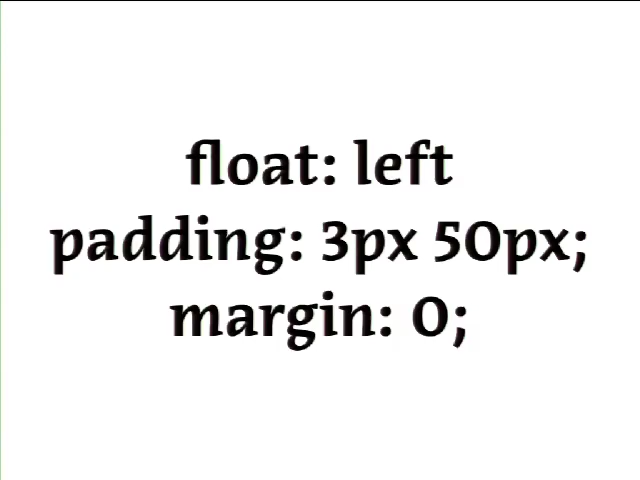 float: left
padding: 3px 50px;
margin: 0;